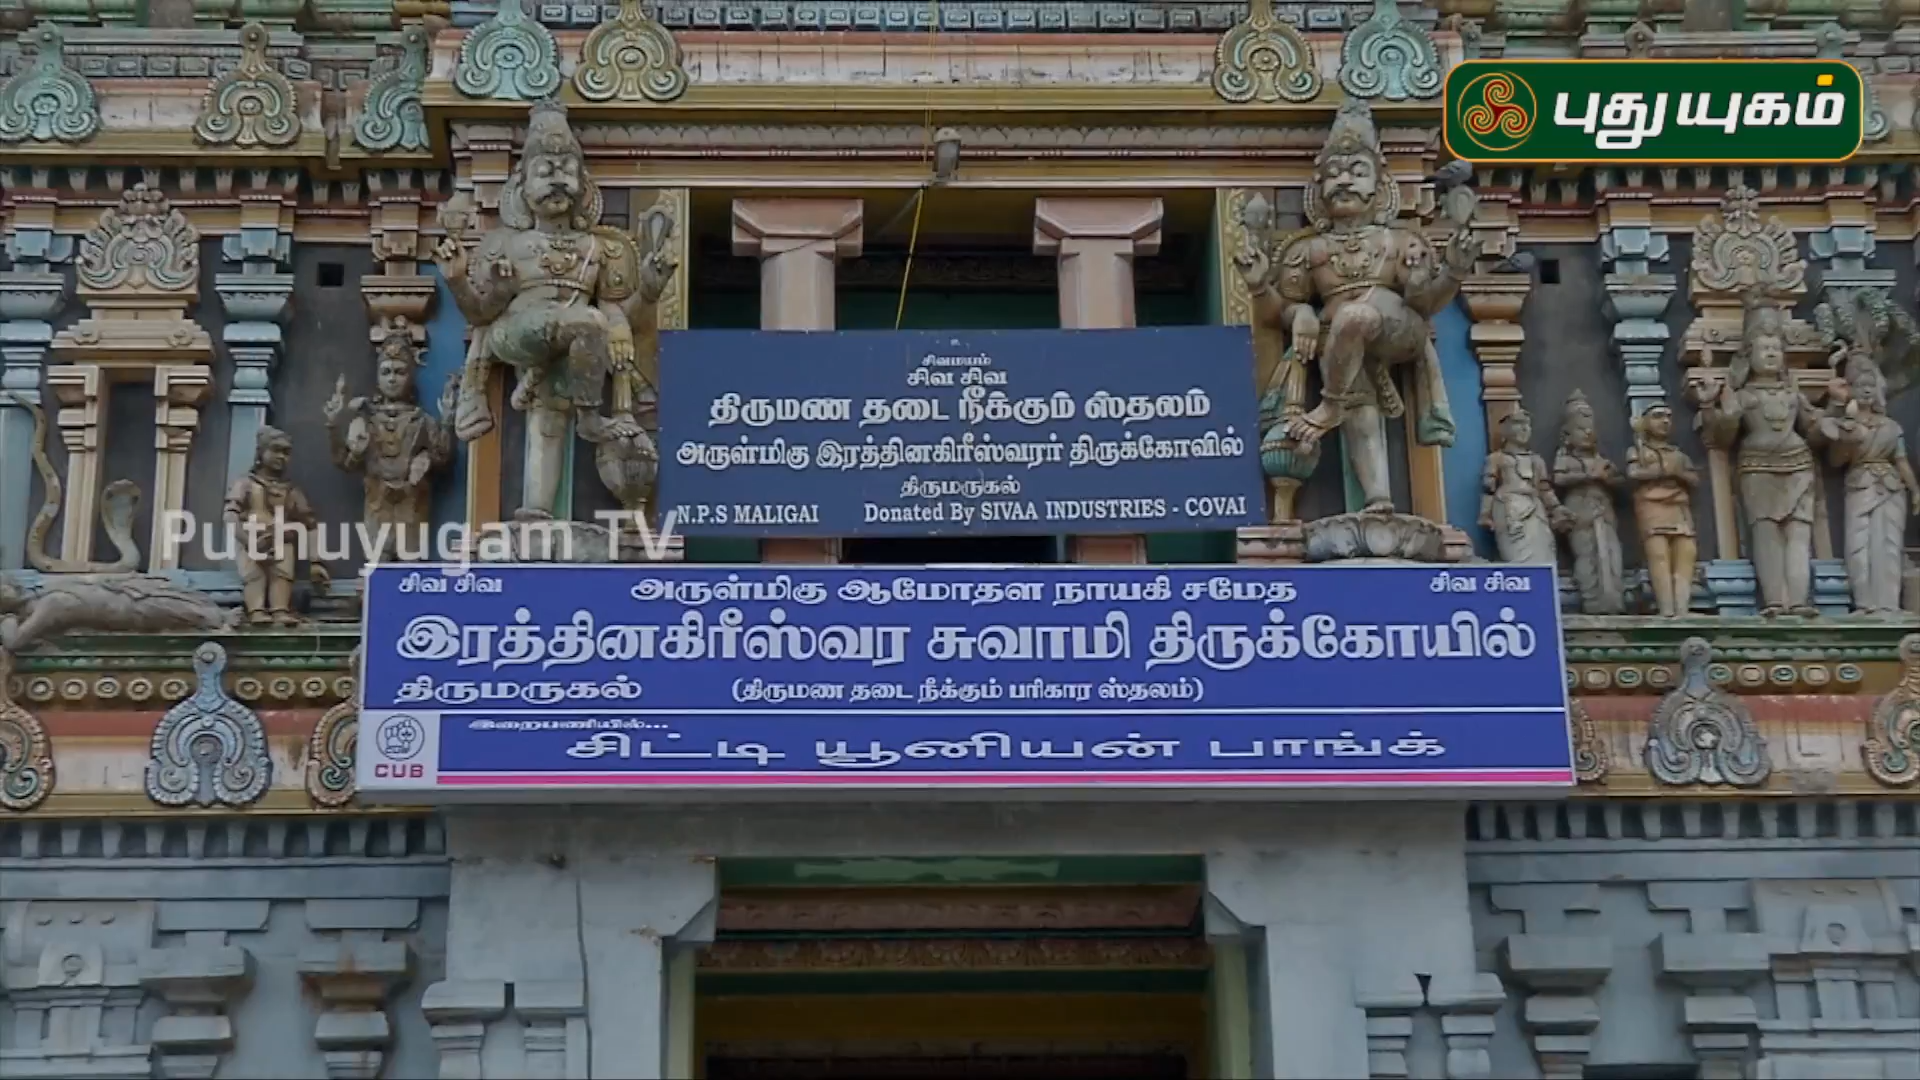 புதுயுகம்
சிவமயம்
சிவ சிவ
திருமண தடை நீக்கும் ஸ்தலம்
அருள்மிகு இரத்தினகிரீஸ்வரர் திருக்கோவில்
திருமருகல்
N.P.S MALIGAI Donated By SIVAA INDUSTRIES - COVAI
Puthuyugam TV
சிவ சிவ அருள்மிகு ஆமோதள நாயகி சமேத சிவ சிவ
இரத்தினகிரீஸ்வர சுவாமி திருக்கோயில்
திருமருகல் (திருமண தடை நீக்கும் பரிகார ஸ்தலம்)
இறைபணியில்...
சிட்டி யூனியன் பாங்க்
CUB